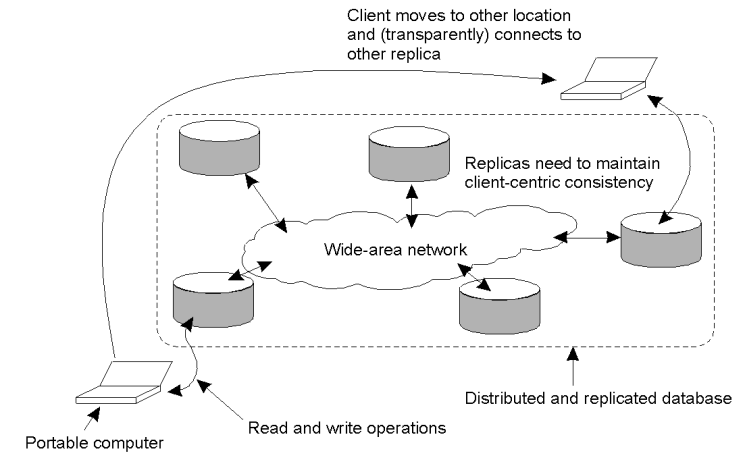 Client moves to other location
and (transparently) connects to
other replica
Replicas need to maintain
client-centric consistency
Wide-area network
Distributed and replicated database
Read and write operations
Portable computer